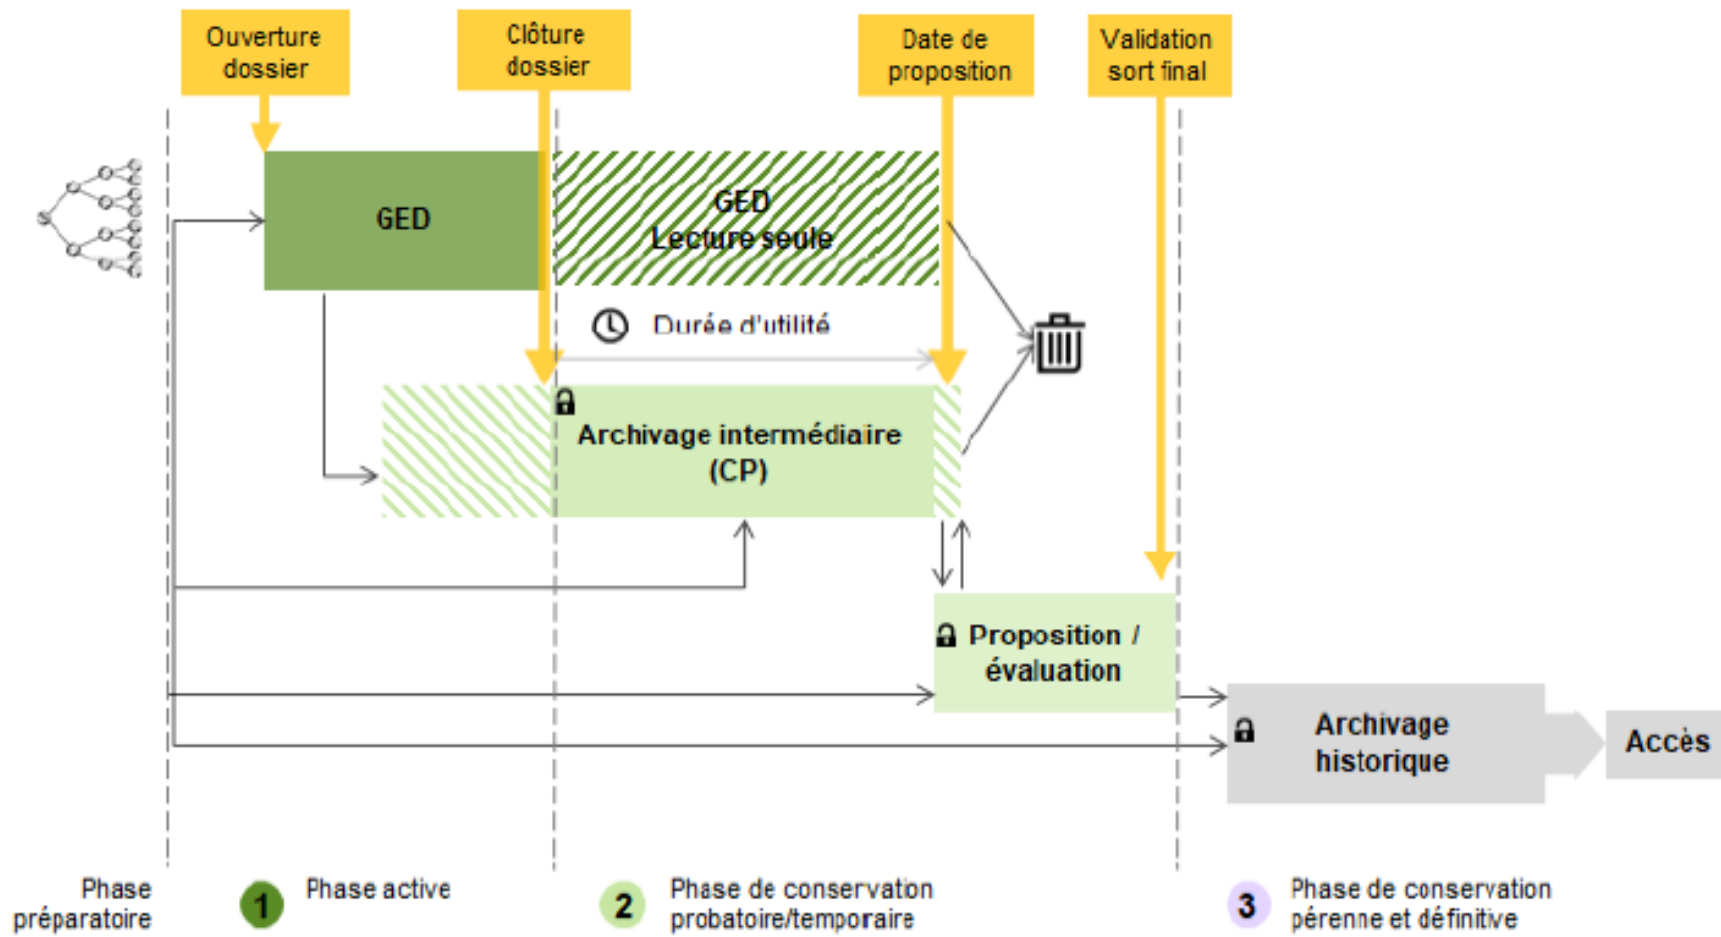 Ouverture
dossier
Clôture
dossier
Date de
proposition
Validation
sort final
GED
GED
Lecture seule
Durée d'utilité
Archivage intermédiaire
(CP)
Proposition /
évaluation
Archivage
historique
Accès
Phase
préparatoire
1
Phase active
2
Phase de conservation
probatoire/temporaire
3
Phase de conservation
pérenne et définitive